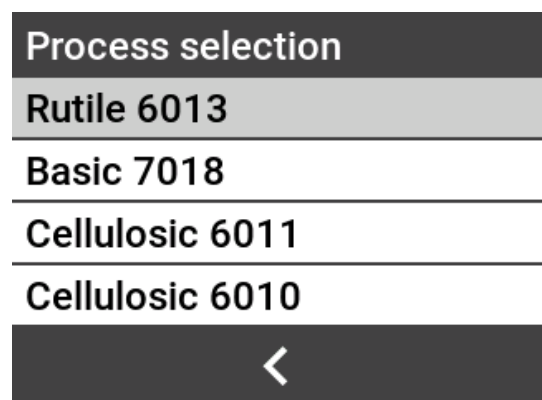 Process selection
Rutile 6013
Basic 7018
Cellulosic 6011
Cellulosic 6010